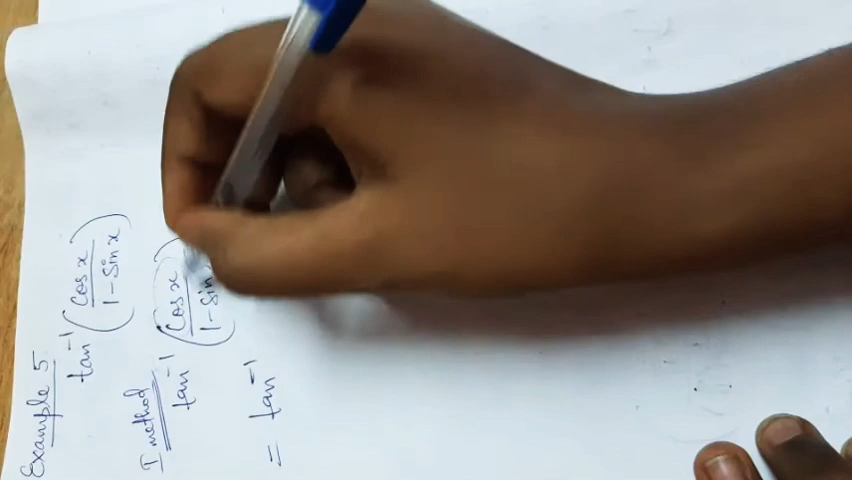 Example 5
tan⁻¹ (cos x / 1 - sin x)
I method
tan⁻¹ (cos x / 1 - sin
= tan⁻¹